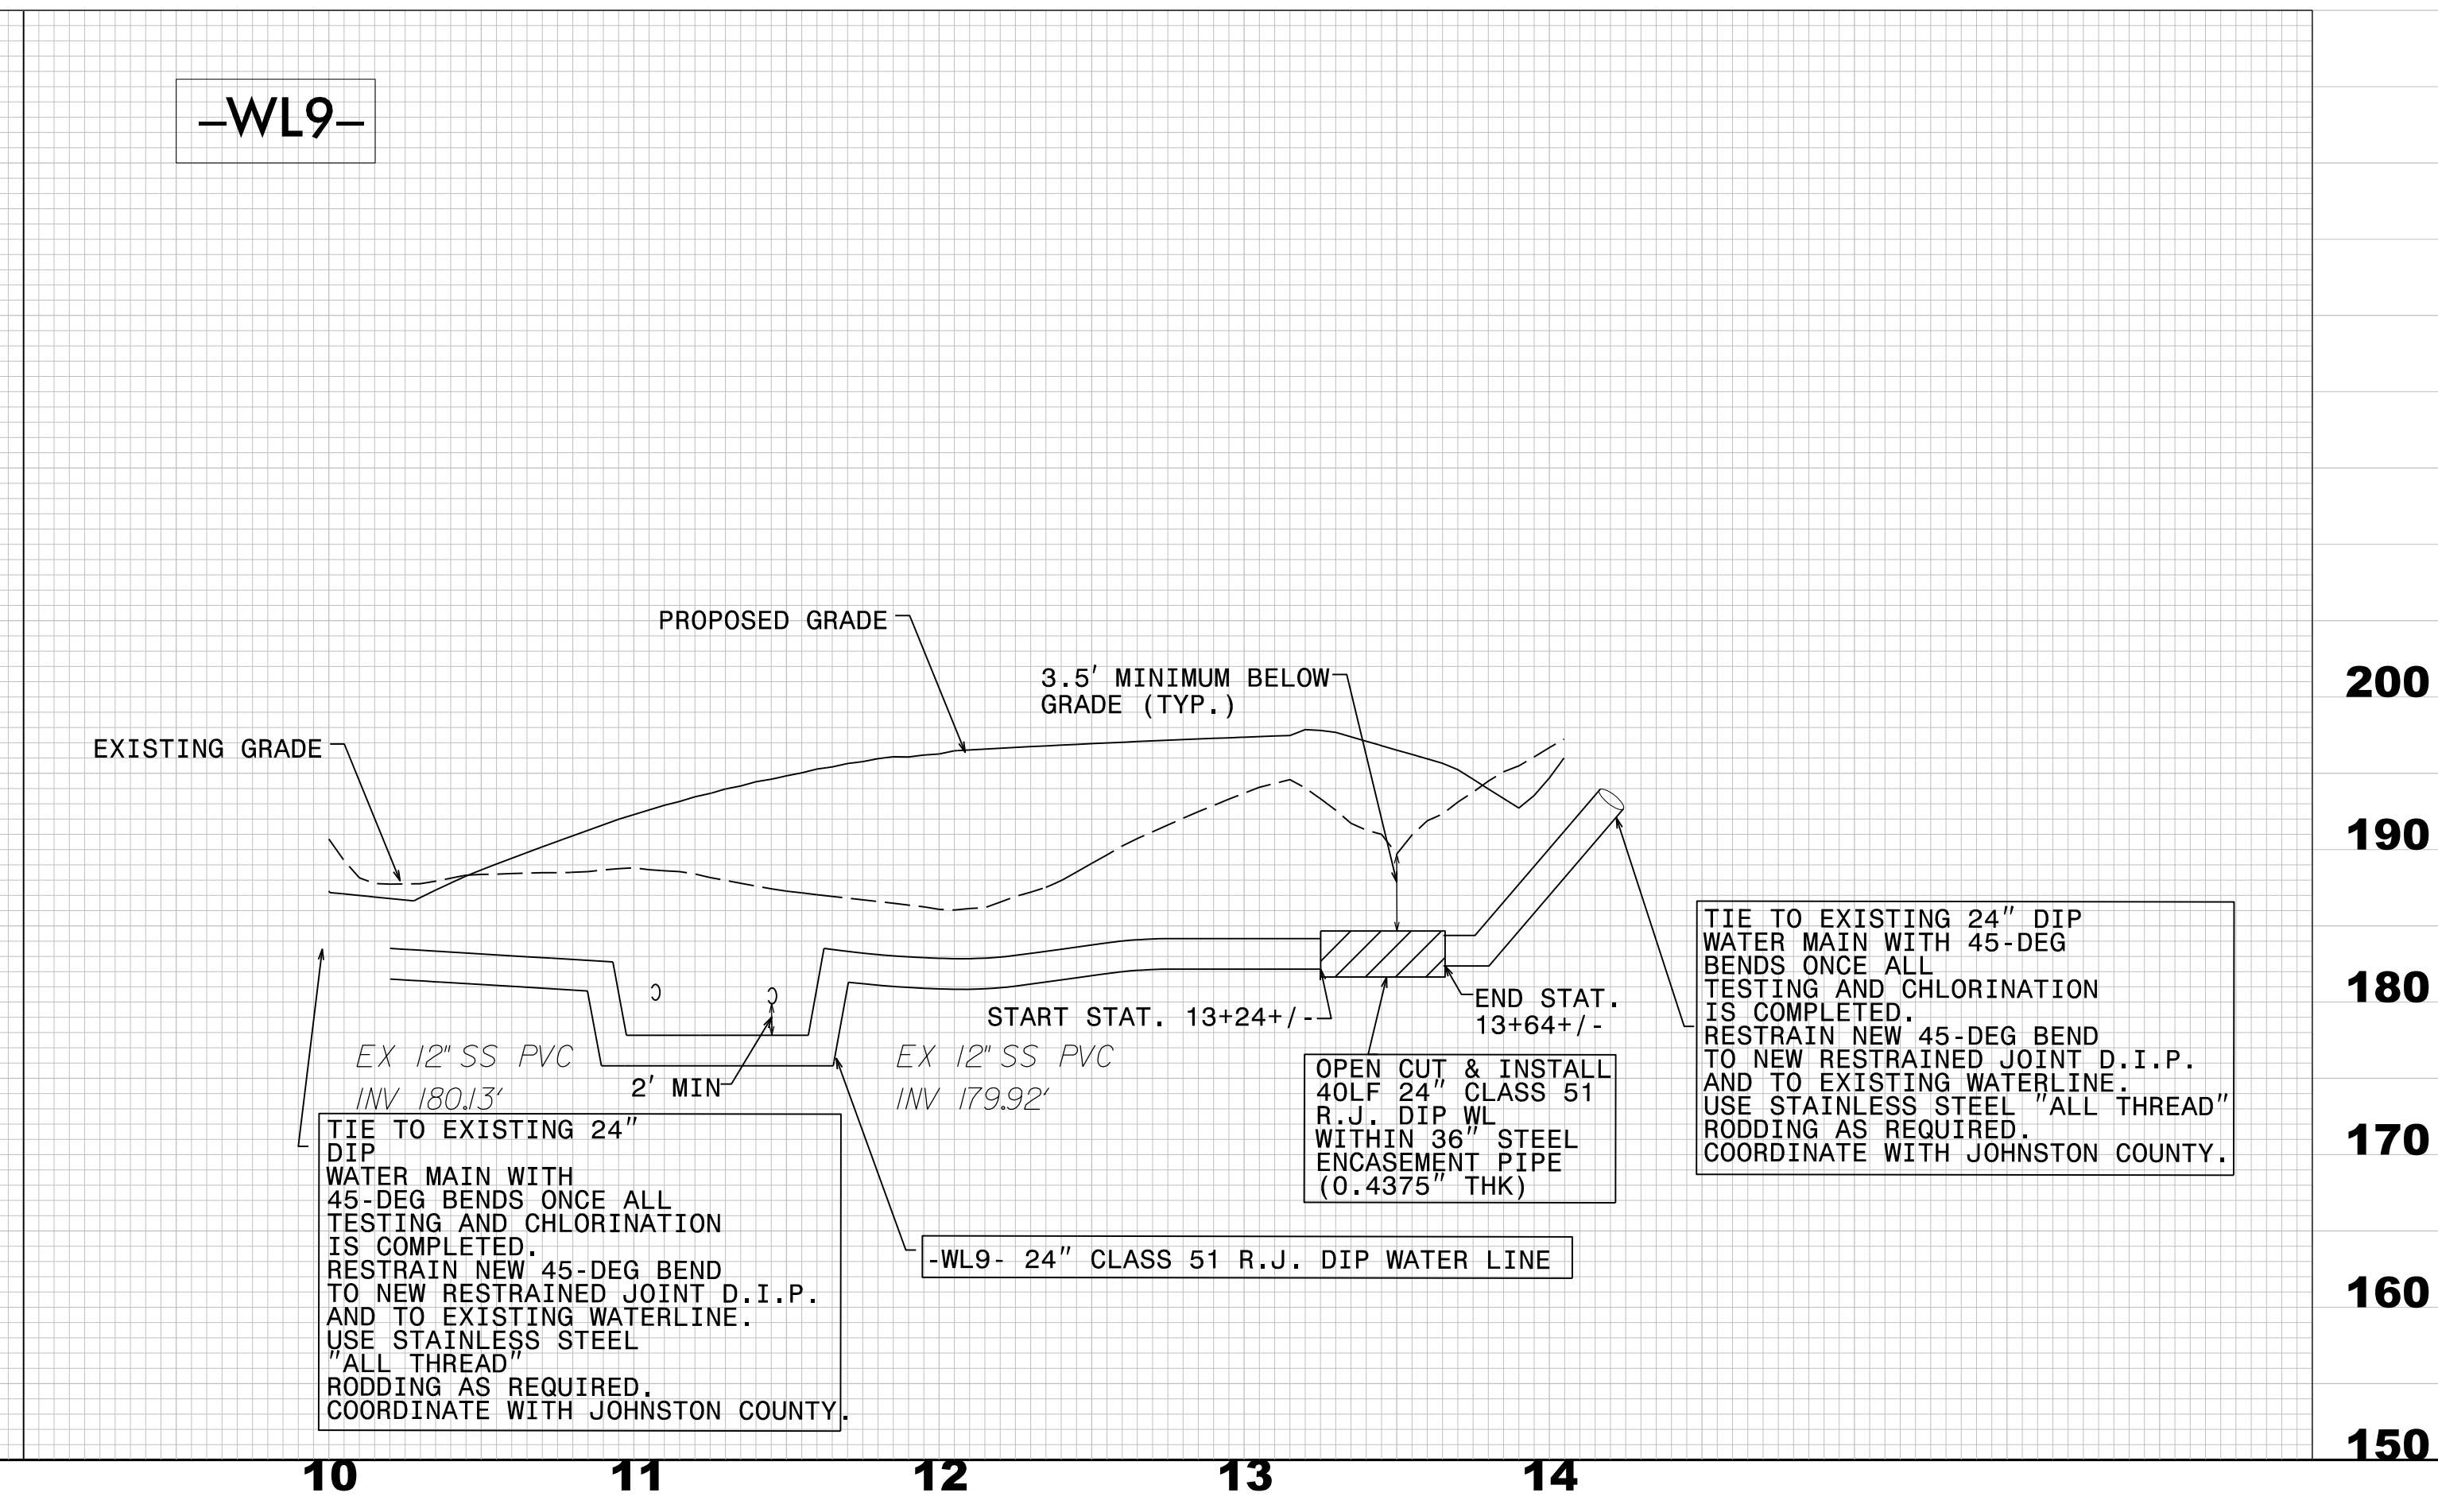 -WL9-
PROPOSED GRADE
3.5' MINIMUM BELOW
GRADE (TYP.)
EXISTING GRADE
200
190
180
170
160
150
START STAT. 13+24+/-
END STAT.
13+64+/-
EX 12" SS PVC
INV 180.13'
2' MIN
EX 12" SS PVC
INV 179.92'
TIE TO EXISTING 24"
DIP
WATER MAIN WITH
45-DEG BENDS ONCE ALL
TESTING AND CHLORINATION
IS COMPLETED.
RESTRAIN NEW 45-DEG BEND
TO NEW RESTRAINED JOINT D.I.P.
AND TO EXISTING WATERLINE.
USE STAINLESS STEEL
"ALL THREAD"
RODDING AS REQUIRED.
COORDINATE WITH JOHNSTON COUNTY.
OPEN CUT & INSTALL
40LF 24" CLASS 51
R.J. DIP WL
WITHIN 36" STEEL
ENCASEMENT PIPE
(0.4375" THK)
TIE TO EXISTING 24" DIP
WATER MAIN WITH 45-DEG
BENDS ONCE ALL
TESTING AND CHLORINATION
IS COMPLETED.
RESTRAIN NEW 45-DEG BEND
TO NEW RESTRAINED JOINT D.I.P.
AND TO EXISTING WATERLINE.
USE STAINLESS STEEL "ALL THREAD"
RODDING AS REQUIRED.
COORDINATE WITH JOHNSTON COUNTY.
-WL9- 24" CLASS 51 R.J. DIP WATER LINE
10 11 12 13 14